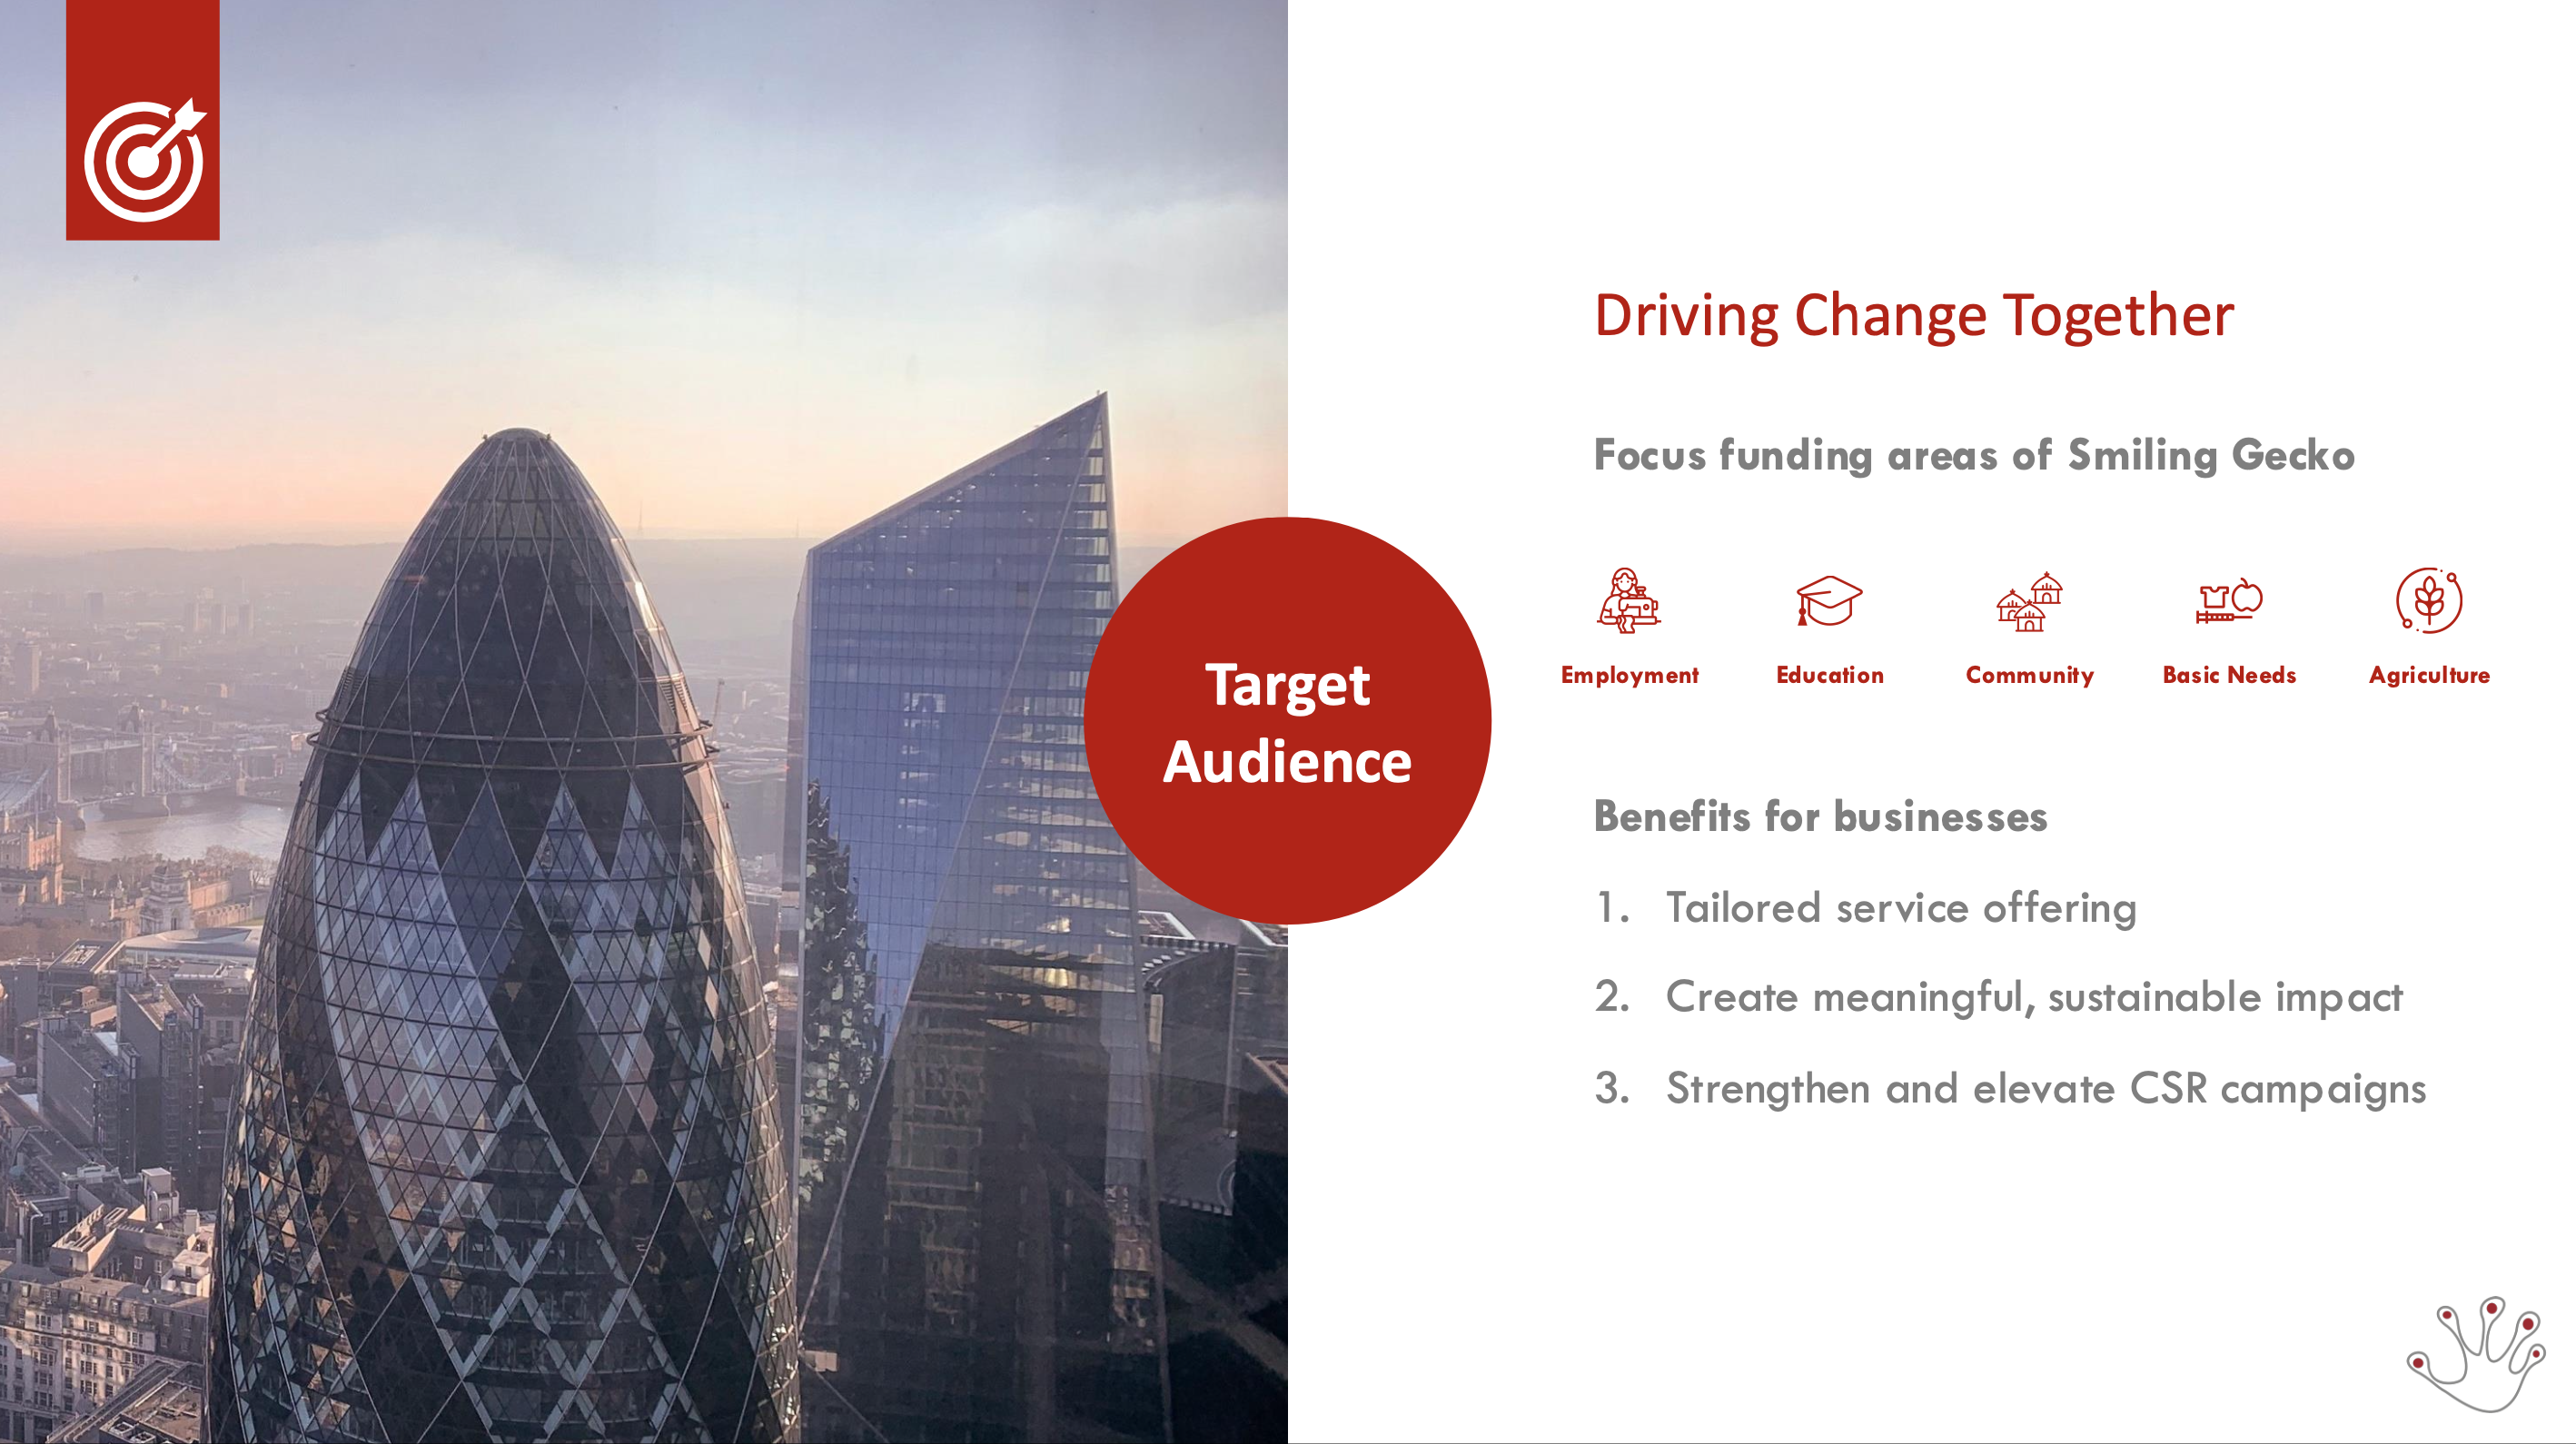 Target
Audience
Driving Change Together
Focus funding areas of Smiling Gecko
Employment
Education
Community
Basic Needs
Agriculture
Benefits for businesses
1. Tailored service offering
2. Create meaningful, sustainable impact
3. Strengthen and elevate CSR campaigns